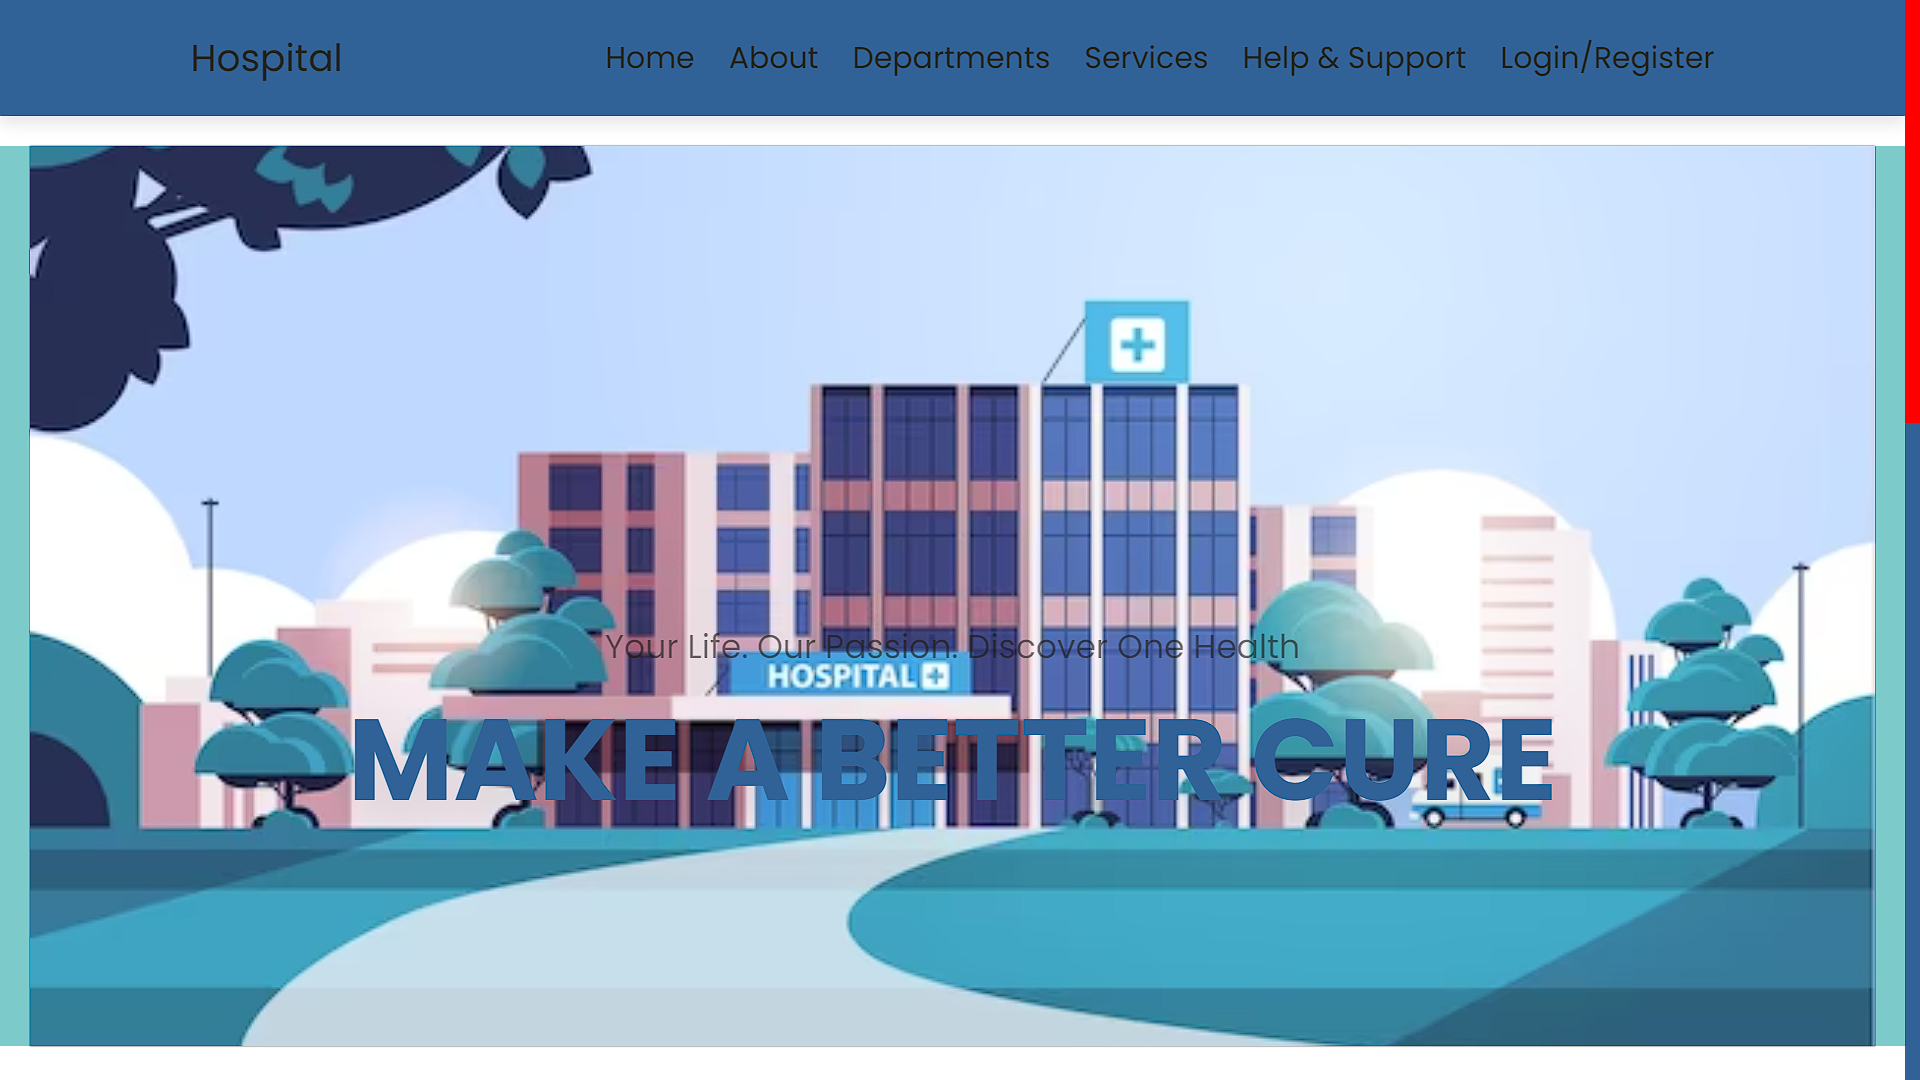 Hospital
Home About Departments Services Help & Support Login/Register
Your Life. Our Passion. Discover One Health
HOSPITAL
MAKE A BETTER CURE